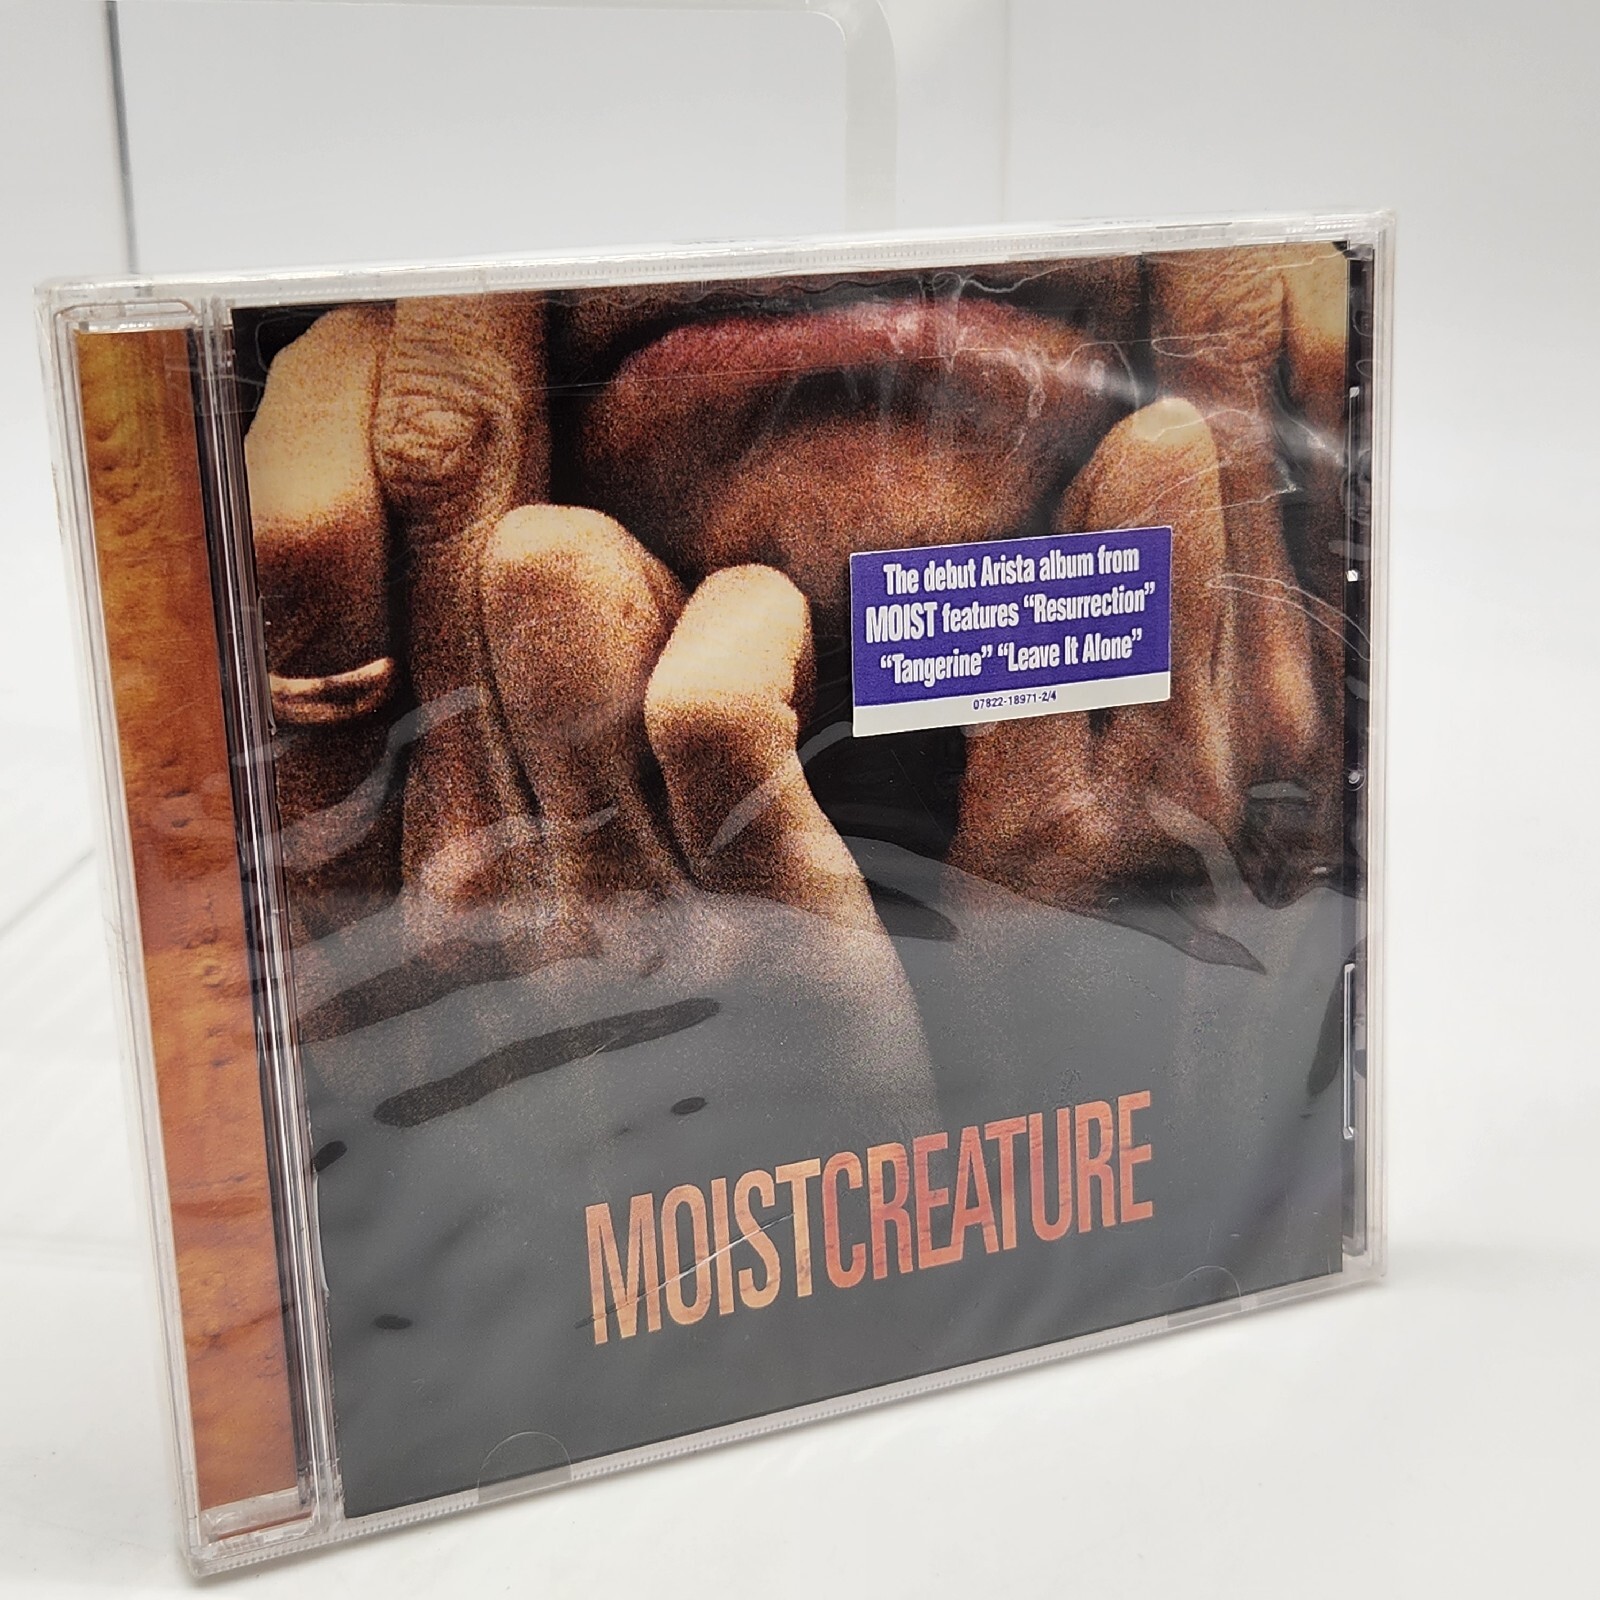 The debut Arista album from
MOIST features “Resurrection”
“Tangerine” “Leave It Alone”
07822-18971-2/4
MOISTCREATURE